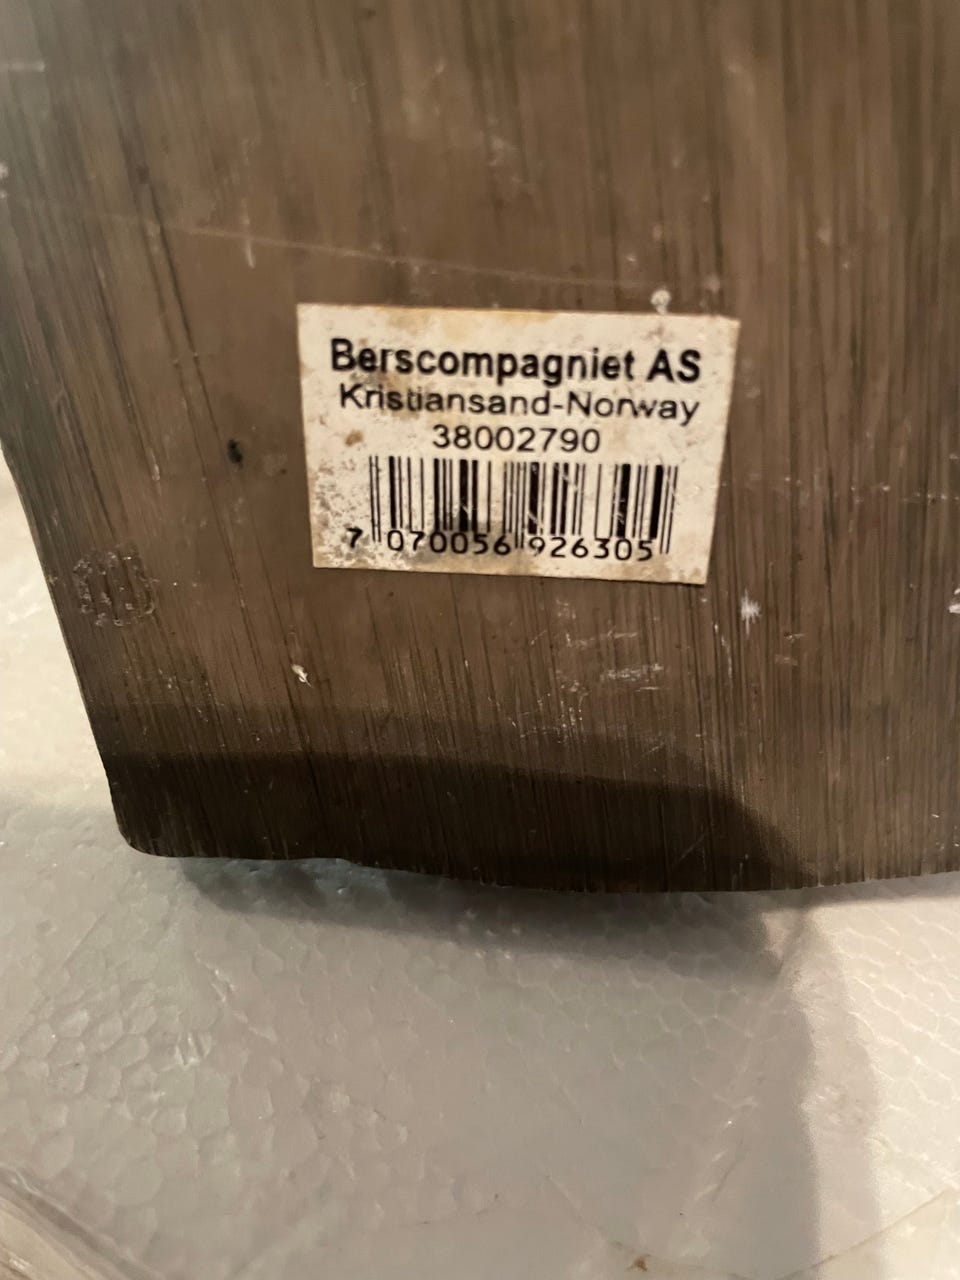 Berscompagniet AS
Kristiansand-Norway
38002790
7 070056 926305